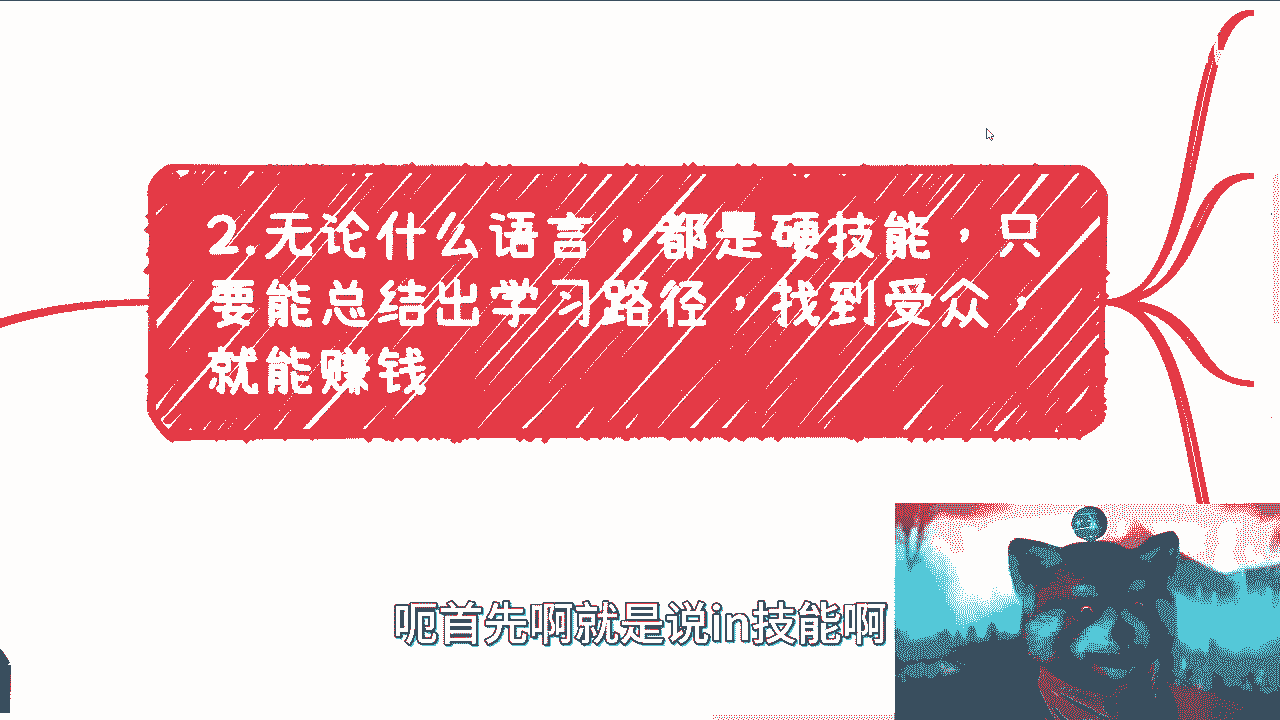 2.无论什么语言，都是硬技能，只
要能总结出学习路径，找到受众，
就能赚钱
呃首先啊就是说in技能啊